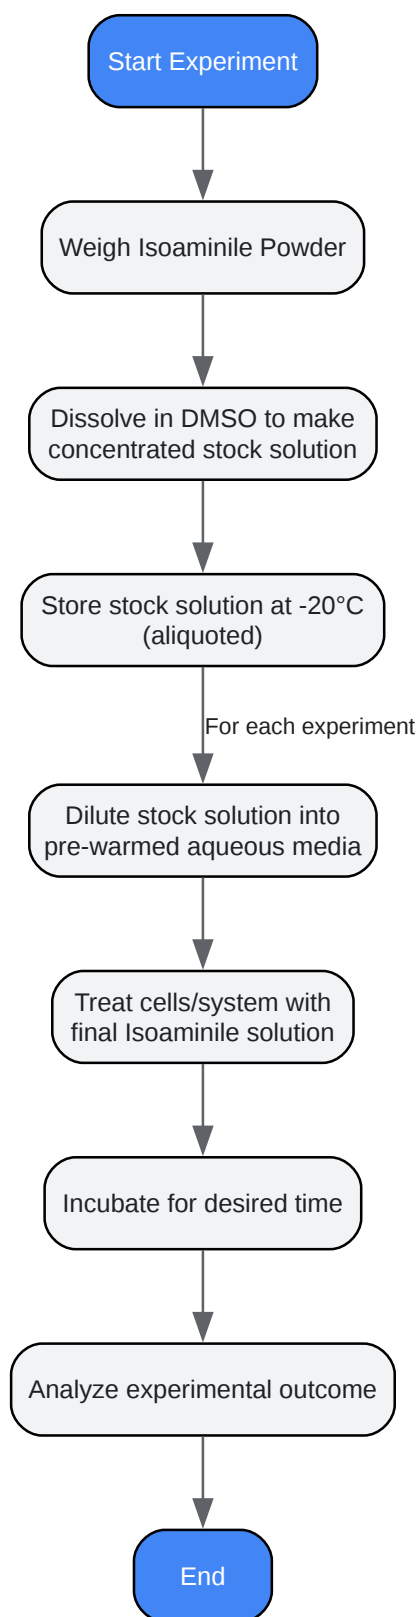 Start Experiment
Weigh Isoaminile Powder
Dissolve in DMSO to make
concentrated stock solution
Store stock solution at -20°C
(aliquoted)
For each experiment
Dilute stock solution into
pre-warmed aqueous media
Treat cells/system with
final Isoaminile solution
Incubate for desired time
Analyze experimental outcome
End